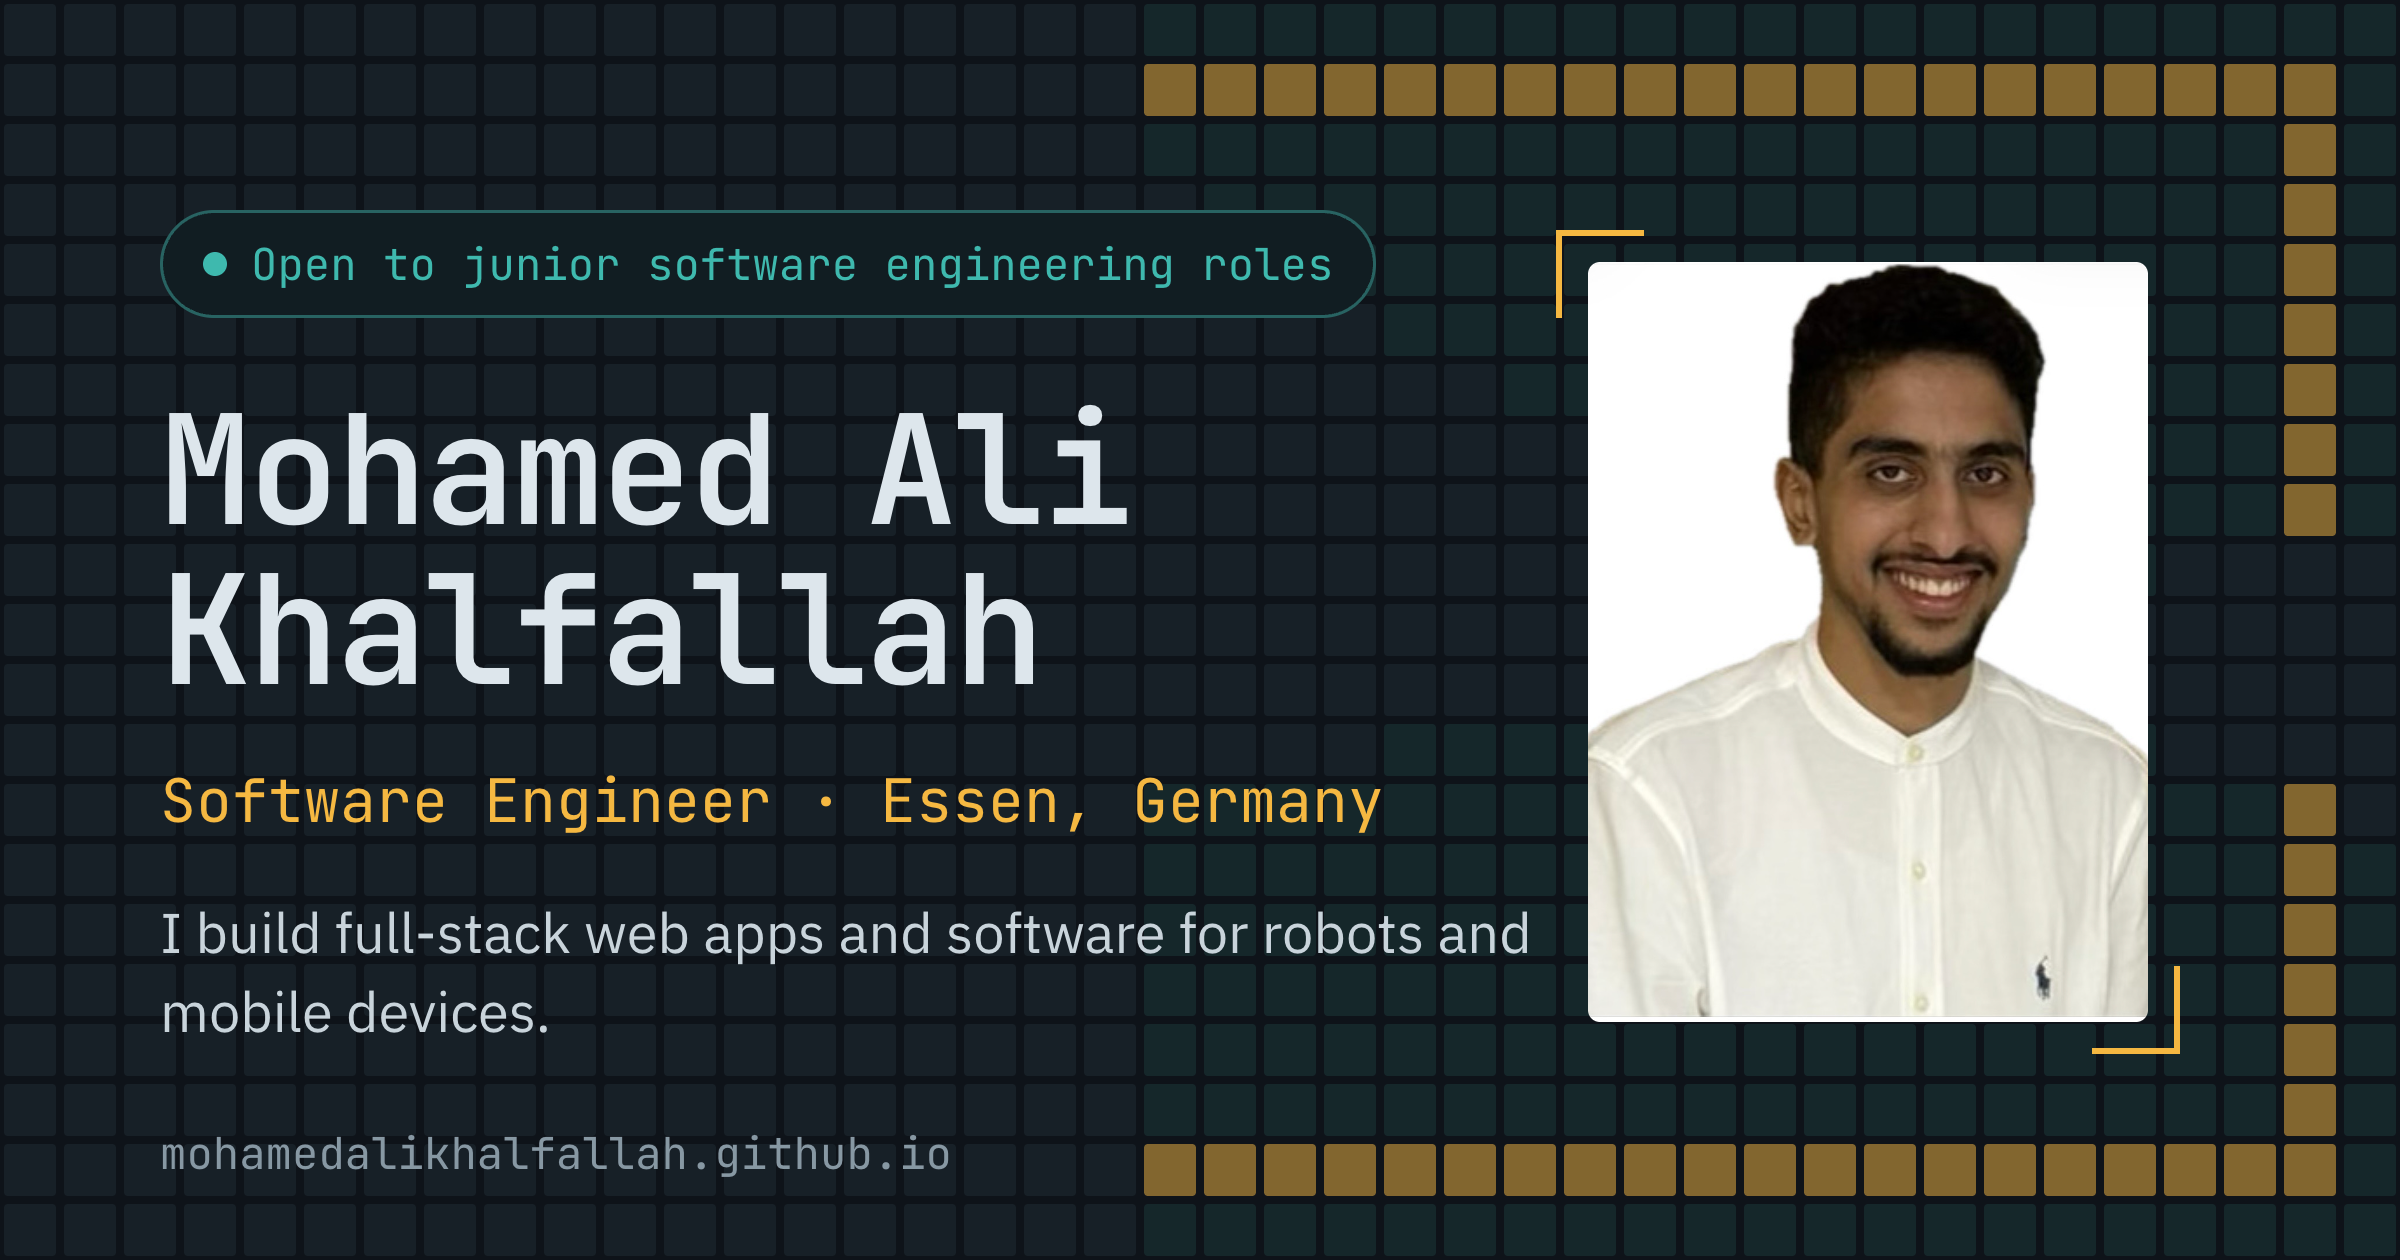 Open to junior software engineering roles
Mohamed Ali
Khalfallah
Software Engineer · Essen, Germany
I build full-stack web apps and software for robots and
mobile devices.
mohamedalikhalfallah.github.io